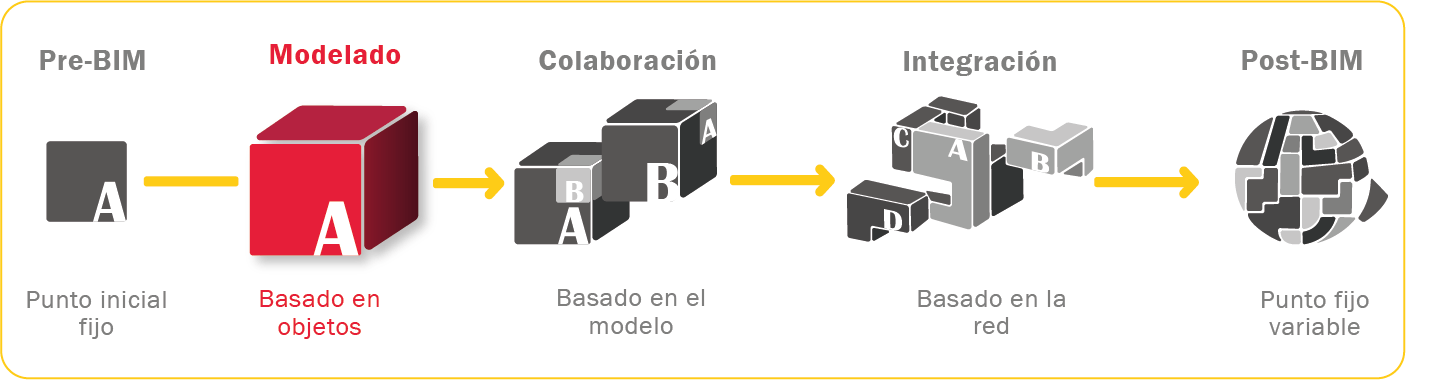 Pre-BIM
Modelado
Colaboración
Integración
Post-BIM
A
A
B
A
B
A
C
A
B
D
Punto inicial
fijo
Basado en
objetos
Basado en el
modelo
Basado en la
red
Punto fijo
variable